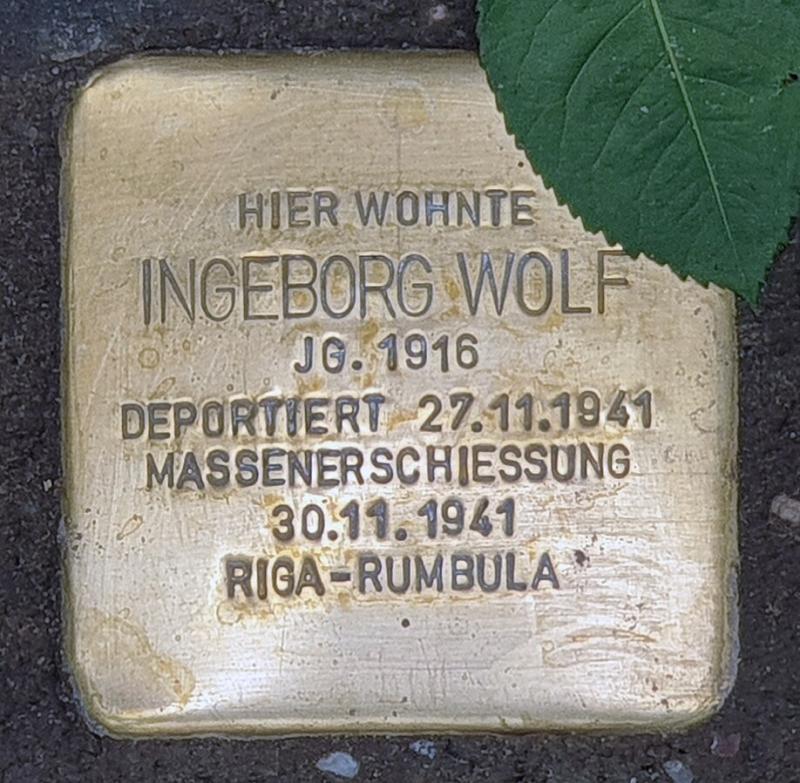 HIER WOHNTE
INGEBORG WOLF
JG. 1916
DEPORTIERT 27.11.1941
MASSENERSCHIESSUNG
30.11.1941
RIGA-RUMBULA